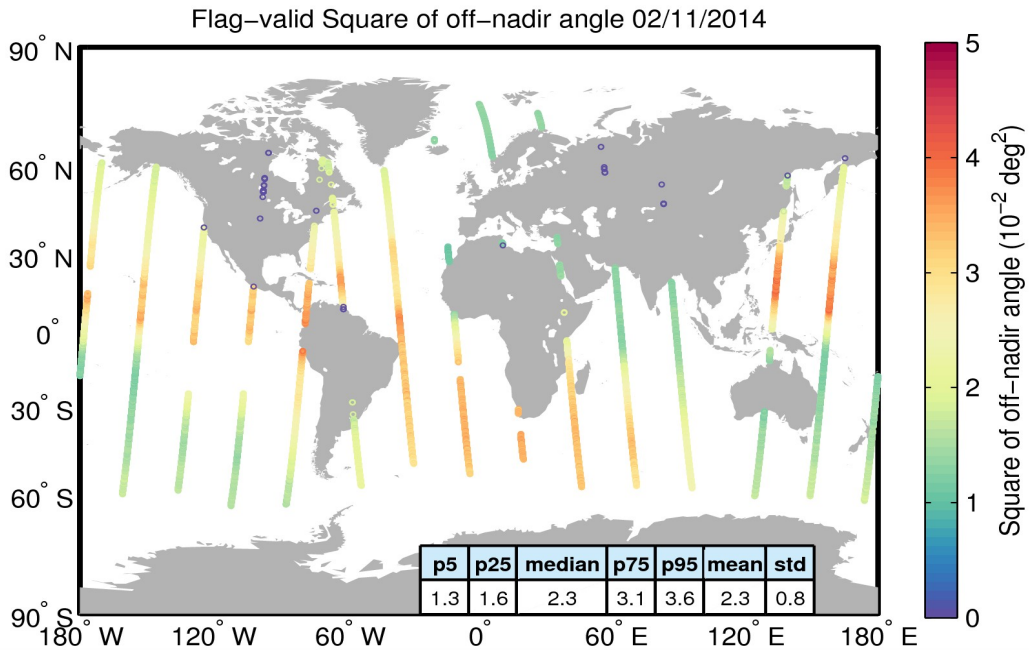 Flag−valid Square of off−nadir angle 02/11/2014
90° N
60° N
30° N
0°
30° S
60° S
90° S
180° W
120° W
60° W
0°
60° E
120° E
180° E
p5 p25 median p75 p95 mean std
1.3 1.6 2.3 3.1 3.6 2.3 0.8
5
4
3
2
1
0
Square of off−nadir angle (10⁻² deg²)